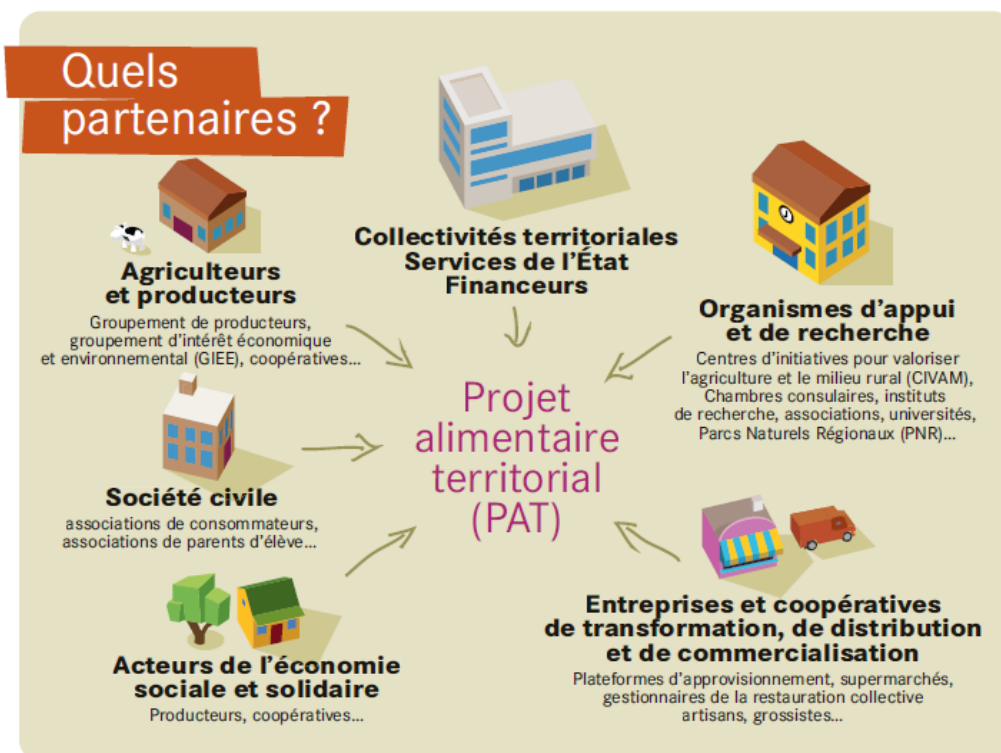 Quels
partenaires ?
Agriculteurs
et producteurs
Groupement de producteurs,
groupement d'intérêt économique
et environnemental (GIEE), coopératives...
Collectivités territoriales
Services de l'État
Financeurs
Organismes d'appui
et de recherche
Centres d'initiatives pour valoriser
l'agriculture et le milieu rural (CIVAM),
Chambres consulaires, instituts
de recherche, associations, universités,
Parcs Naturels Régionaux (PNR)...
Projet
alimentaire
territorial
(PAT)
Société civile
associations de consommateurs,
associations de parents d'élève...
Acteurs de l'économie
sociale et solidaire
Producteurs, coopératives...
Entreprises et coopératives
de transformation, de distribution
et de commercialisation
Plateformes d'approvisionnement, supermarchés,
gestionnaires de la restauration collective
artisans, grossistes...